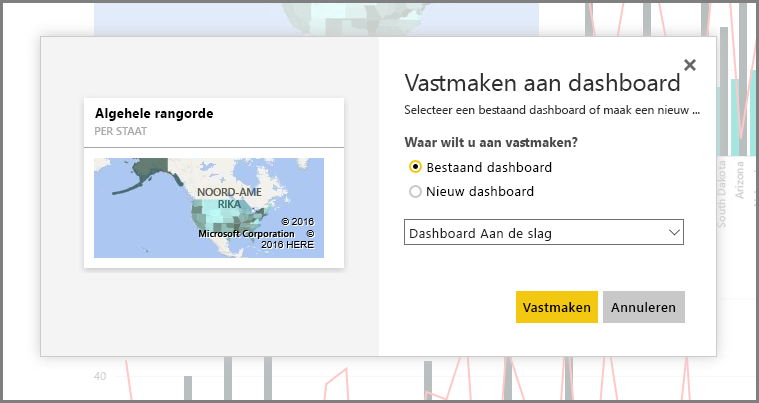 Algehele rangorde
PER STAAT
NOORD-AME
RIKA
© 2016
Microsoft Corporation ©
2016 HERE
Vastmaken aan dashboard
Selecteer een bestaand dashboard of maak een nieuw ...
Waar wilt u aan vastmaken?
Bestaand dashboard
Nieuw dashboard
Dashboard Aan de slag
Vastmaken
Annuleren
South Dakota
Arizona
40